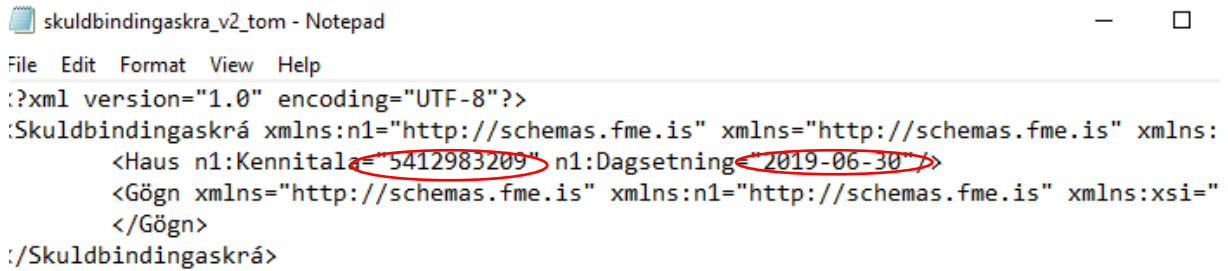 skuldbindingaskra_v2_tom - Notepad
File Edit Format View Help
<?xml version="1.0" encoding="UTF-8"?>
<Skuldbindingaskrá xmlns:n1="http://schemas.fme.is" xmlns="http://schemas.fme.is" xmlns:
<Haus n1:Kennitala="5412983209" n1:Dagsetning="2019-06-30"/>
<Gögn xmlns="http://schemas.fme.is" xmlns:n1="http://schemas.fme.is" xmlns:xsi="
</Gögn>
</Skuldbindingaskrá>